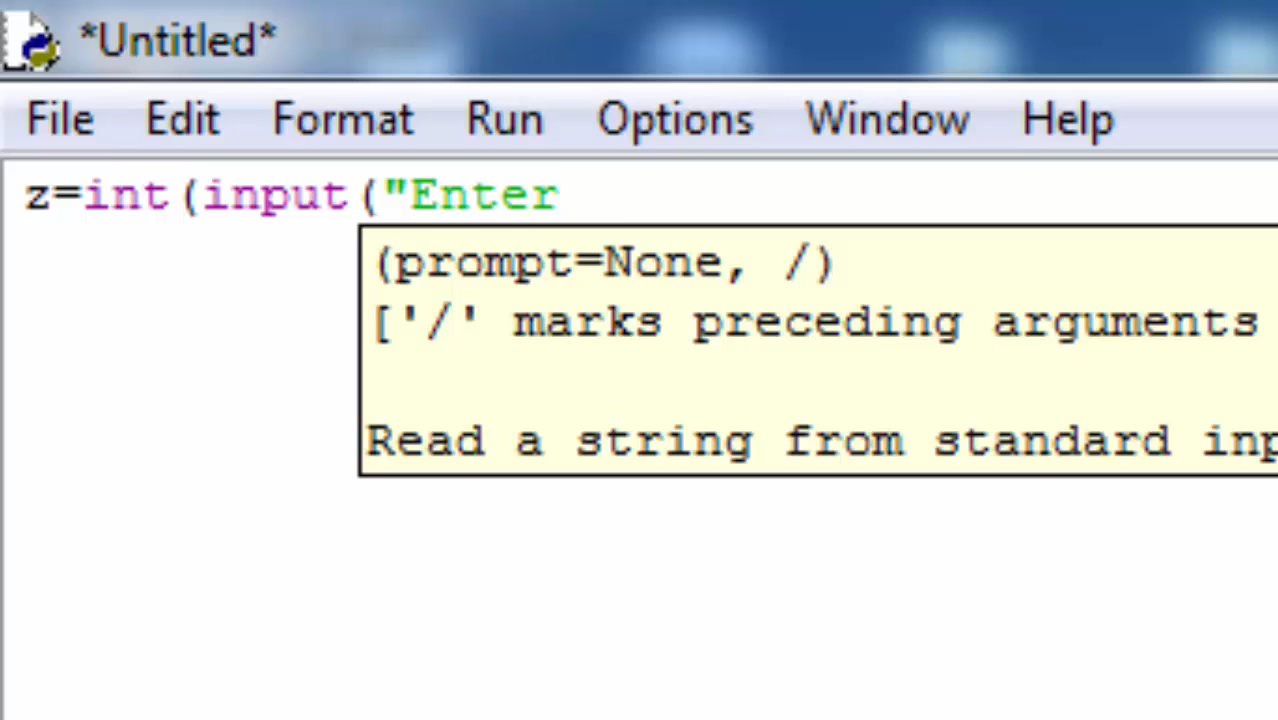 *Untitled*
File Edit Format Run Options Window Help
z=int(input("Enter
(prompt=None, /)
['/' marks preceding arguments
Read a string from standard inp